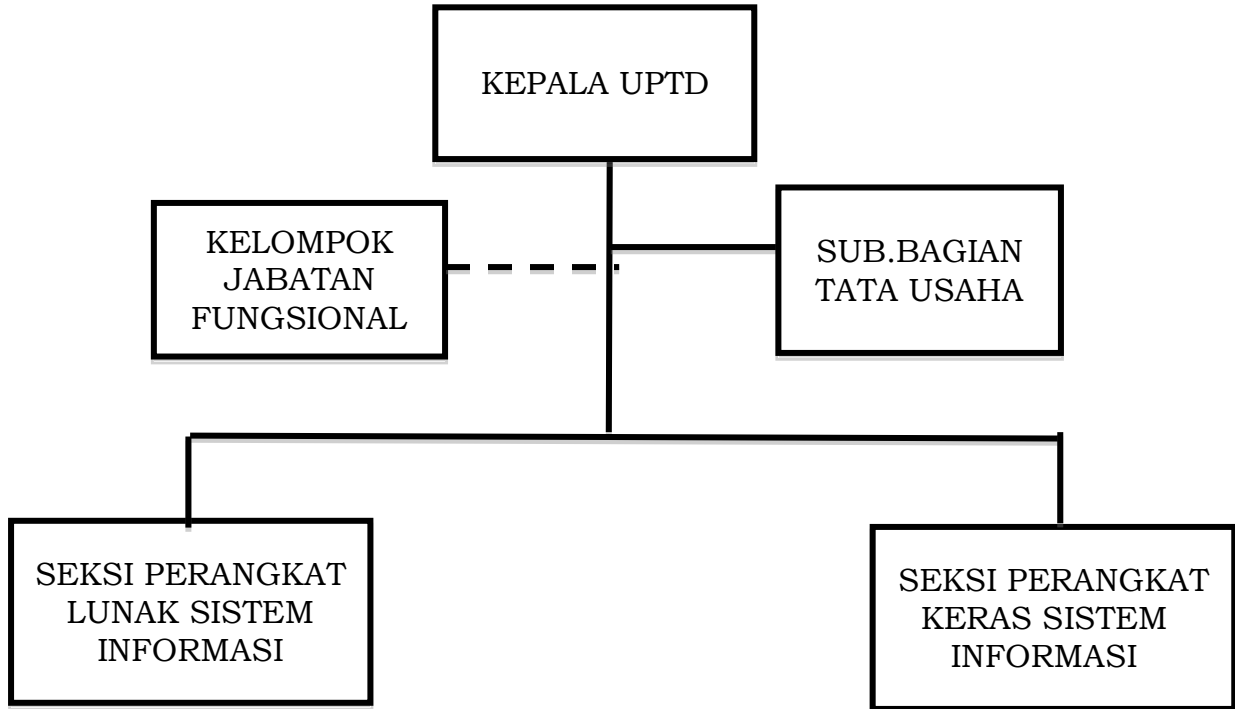 KEPALA UPTD
KELOMPOK
JABATAN
FUNGSIONAL
SUB.BAGIAN
TATA USAHA
SEKSI PERANGKAT
LUNAK SISTEM
INFORMASI
SEKSI PERANGKAT
KERAS SISTEM
INFORMASI